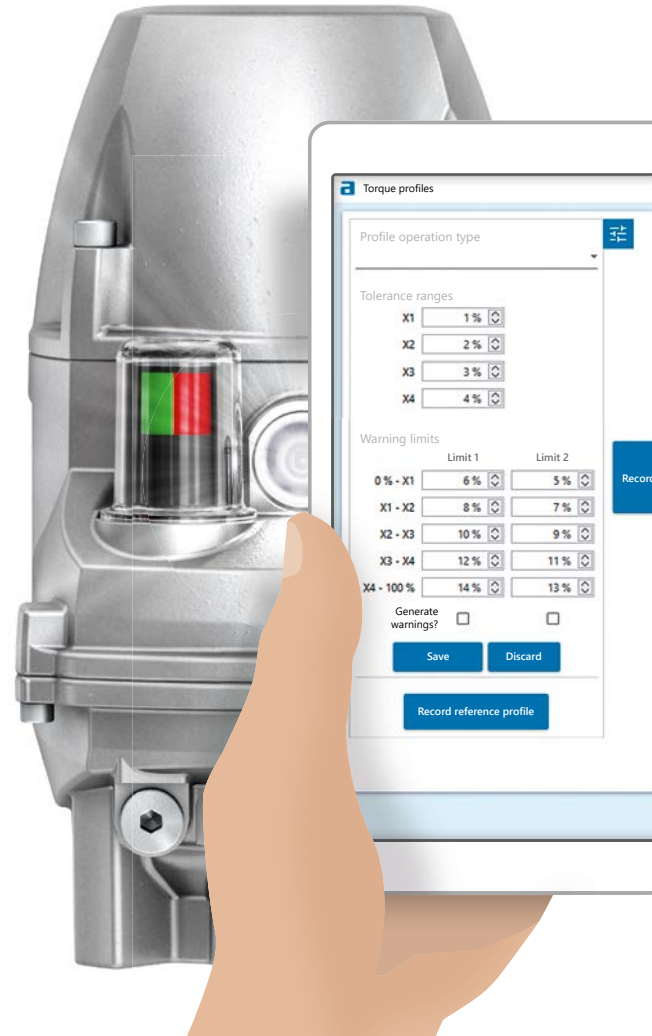 a Torque profiles
Profile operation type
Tolerance ranges
X1 1 %
X2 2 %
X3 3 %
X4 4 %
Warning limits
Limit 1 Limit 2
0 % - X1 6 % 5 %
X1 - X2 8 % 7 %
X2 - X3 10 % 9 %
X3 - X4 12 % 11 %
X4 - 100 % 14 % 13 %
Generate
warnings?
Save Discard
Record reference profile
Record